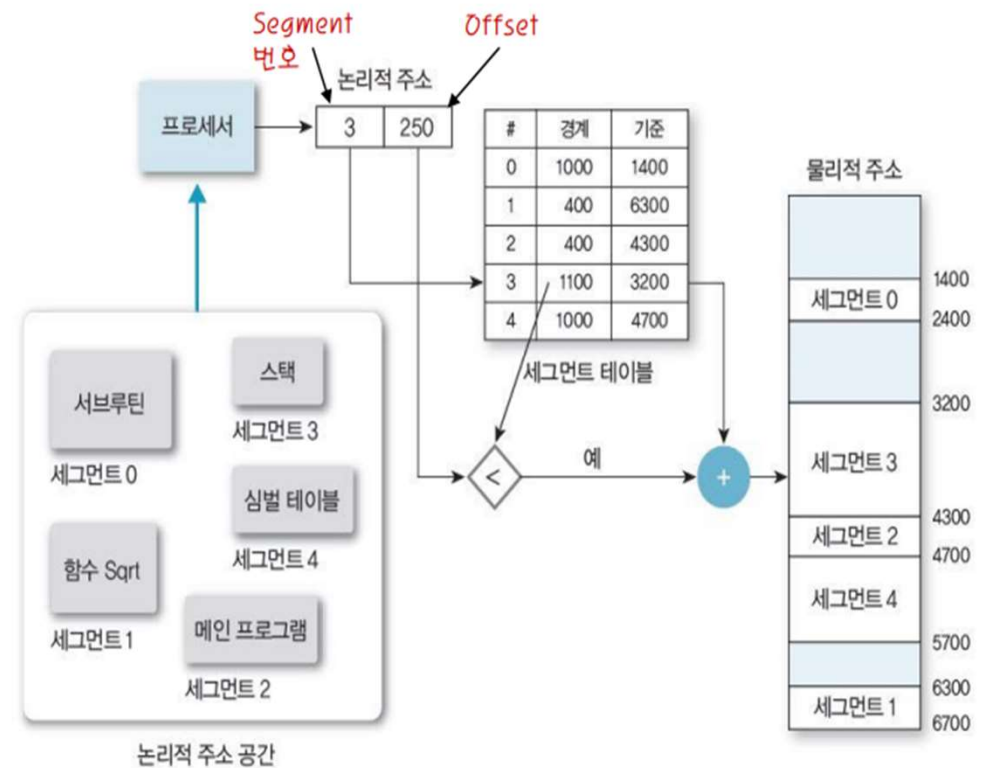 Segment
번호
Offset
논리적 주소
프로세서
3 250
# 경계 기준
0 1000 1400
1 400 6300
2 400 4300
3 1100 3200
4 1000 4700
세그먼트 테이블
물리적 주소
1400
세그먼트 0
2400
3200
세그먼트 3
4300
세그먼트 2
4700
세그먼트 4
5700
6300
세그먼트 1
6700
<
예
+
서브루틴
세그먼트 0
스택
세그먼트 3
심벌 테이블
세그먼트 4
함수 Sqrt
세그먼트 1
메인 프로그램
세그먼트 2
논리적 주소 공간